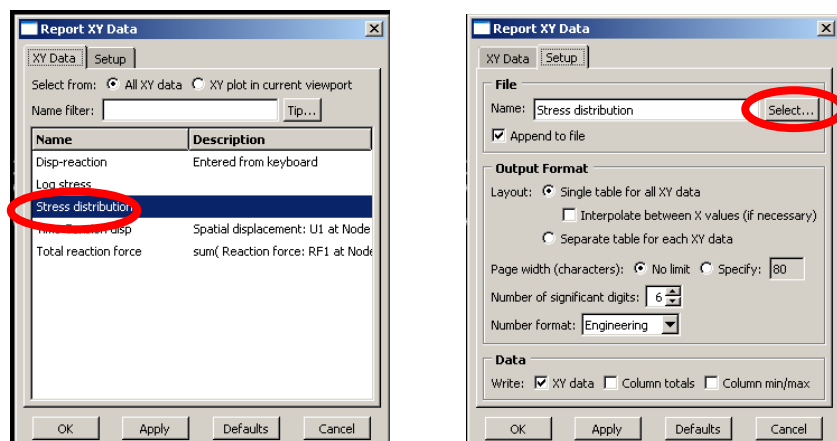 Report XY Data
XY Data Setup
Select from: All XY data XY plot in current viewport
Name filter: Tip...
Name Description
Disp-reaction Entered from keyboard
Log stress
Stress distribution
disp Spatial displacement: U1 at Node
Total reaction force sum( Reaction force: RF1 at Node
OK Apply Defaults Cancel
Report XY Data
XY Data Setup
File
Name: Stress distribution Select...
Append to file
Output Format
Layout: Single table for all XY data
Interpolate between X values (if necessary)
Separate table for each XY data
Page width (characters): No limit Specify: 80
Number of significant digits: 6
Number format: Engineering
Data
Write: XY data Column totals Column min/max
OK Apply Defaults Cancel